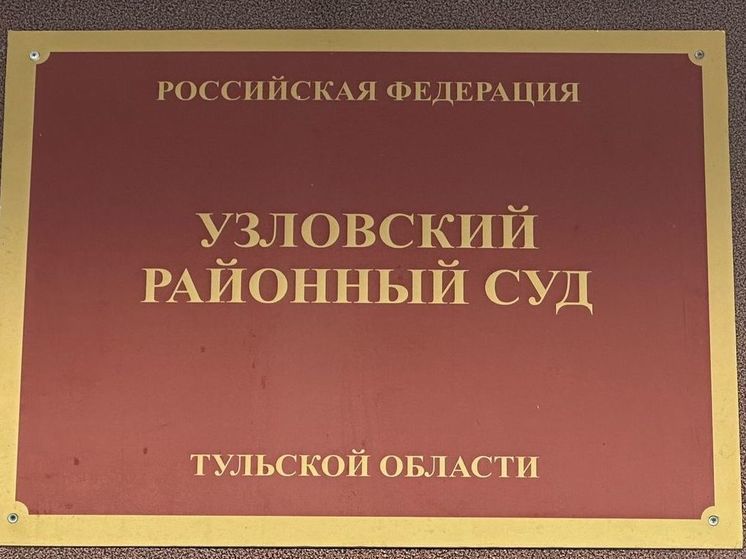 РОССИЙСКАЯ ФЕДЕРАЦИЯ
УЗЛОВСКИЙ
РАЙОННЫЙ СУД
ТУЛЬСКОЙ ОБЛАСТИ